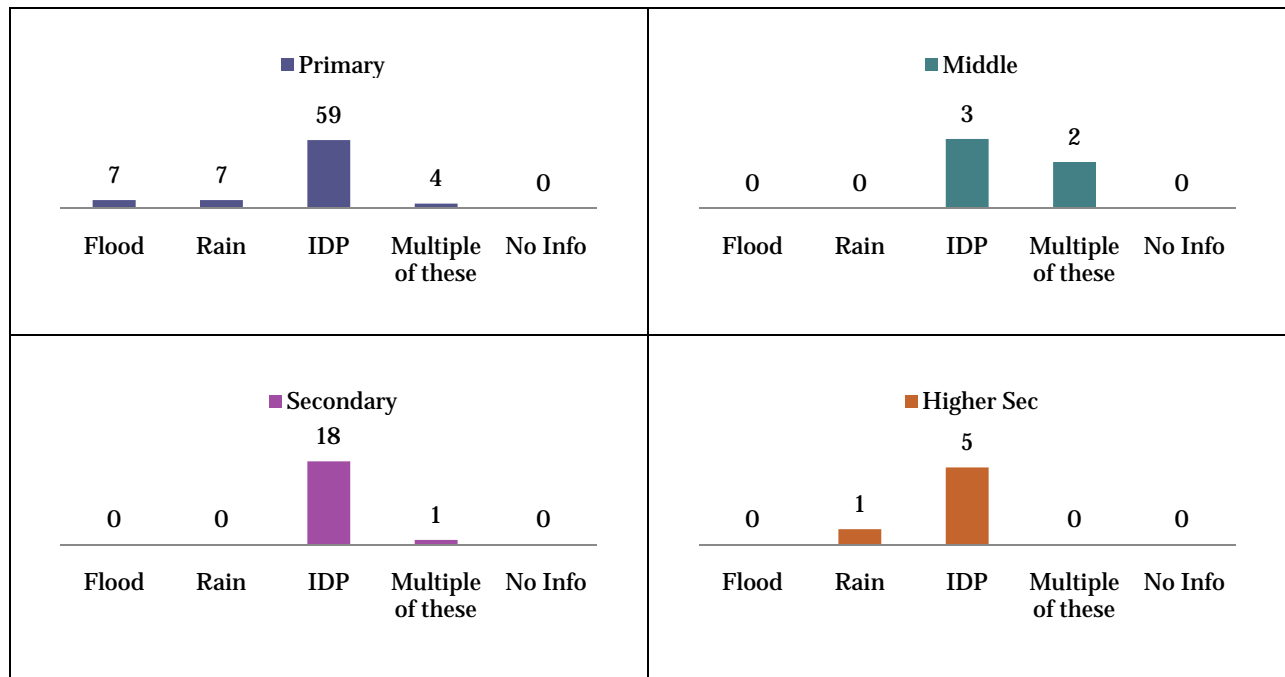 Primary
59
7 7 4 0
Flood Rain IDP Multiple of these No Info
Middle
3
2
0 0 0
Flood Rain IDP Multiple of these No Info
Secondary
18
0 0 1 0
Flood Rain IDP Multiple of these No Info
Higher Sec
5
1
0 0 0
Flood Rain IDP Multiple of these No Info